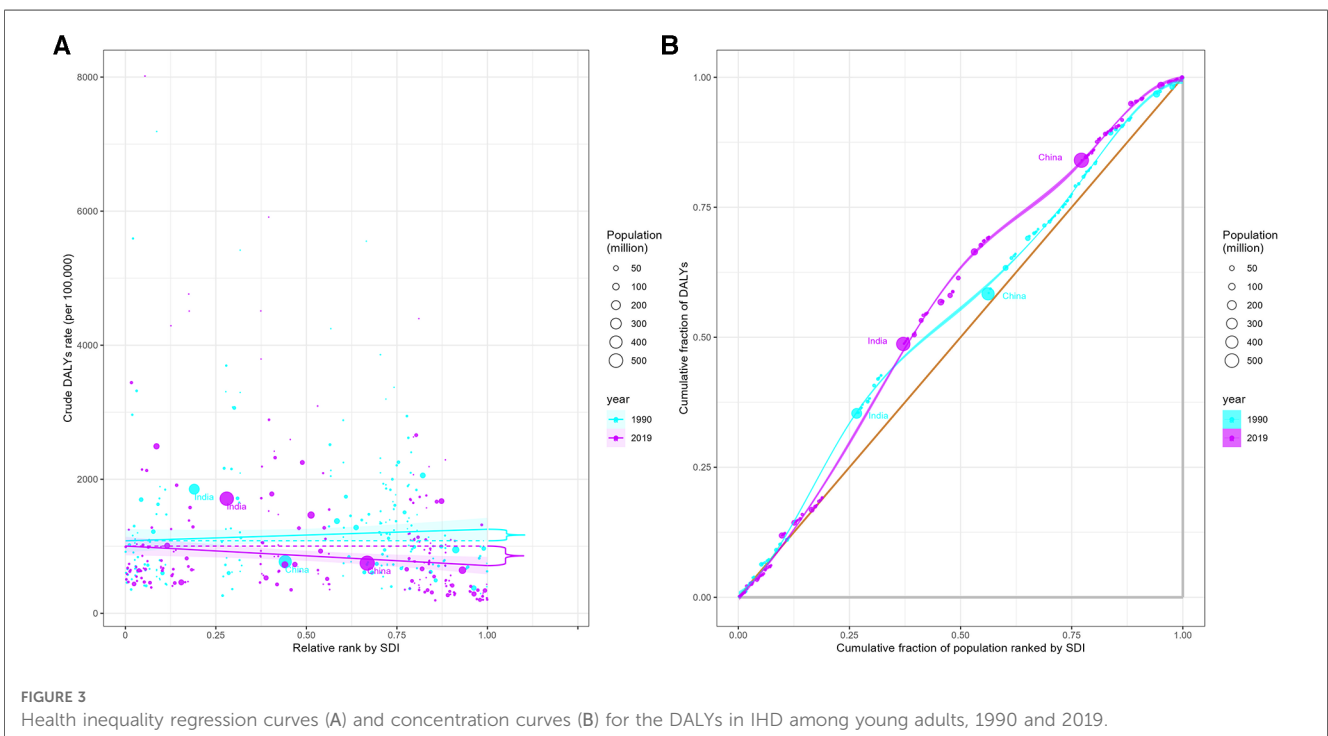 A
B
8000
6000
4000
2000
0
Crude DALYs rate (per 100,000)
India
India
China
China
0
0.25
0.50
0.75
1.00
Relative rank by SDI
Population
(million)
50
100
200
300
400
500
year
1990
2019
1.00
0.75
0.50
0.25
0.00
Cumulative fraction of DALYs
China
China
India
India
0.00
0.25
0.50
0.75
1.00
Cumulative fraction of population ranked by SDI
Population
(million)
50
100
200
300
400
500
year
1990
2019
FIGURE 3
Health inequality regression curves (A) and concentration curves (B) for the DALYs in IHD among young adults, 1990 and 2019.